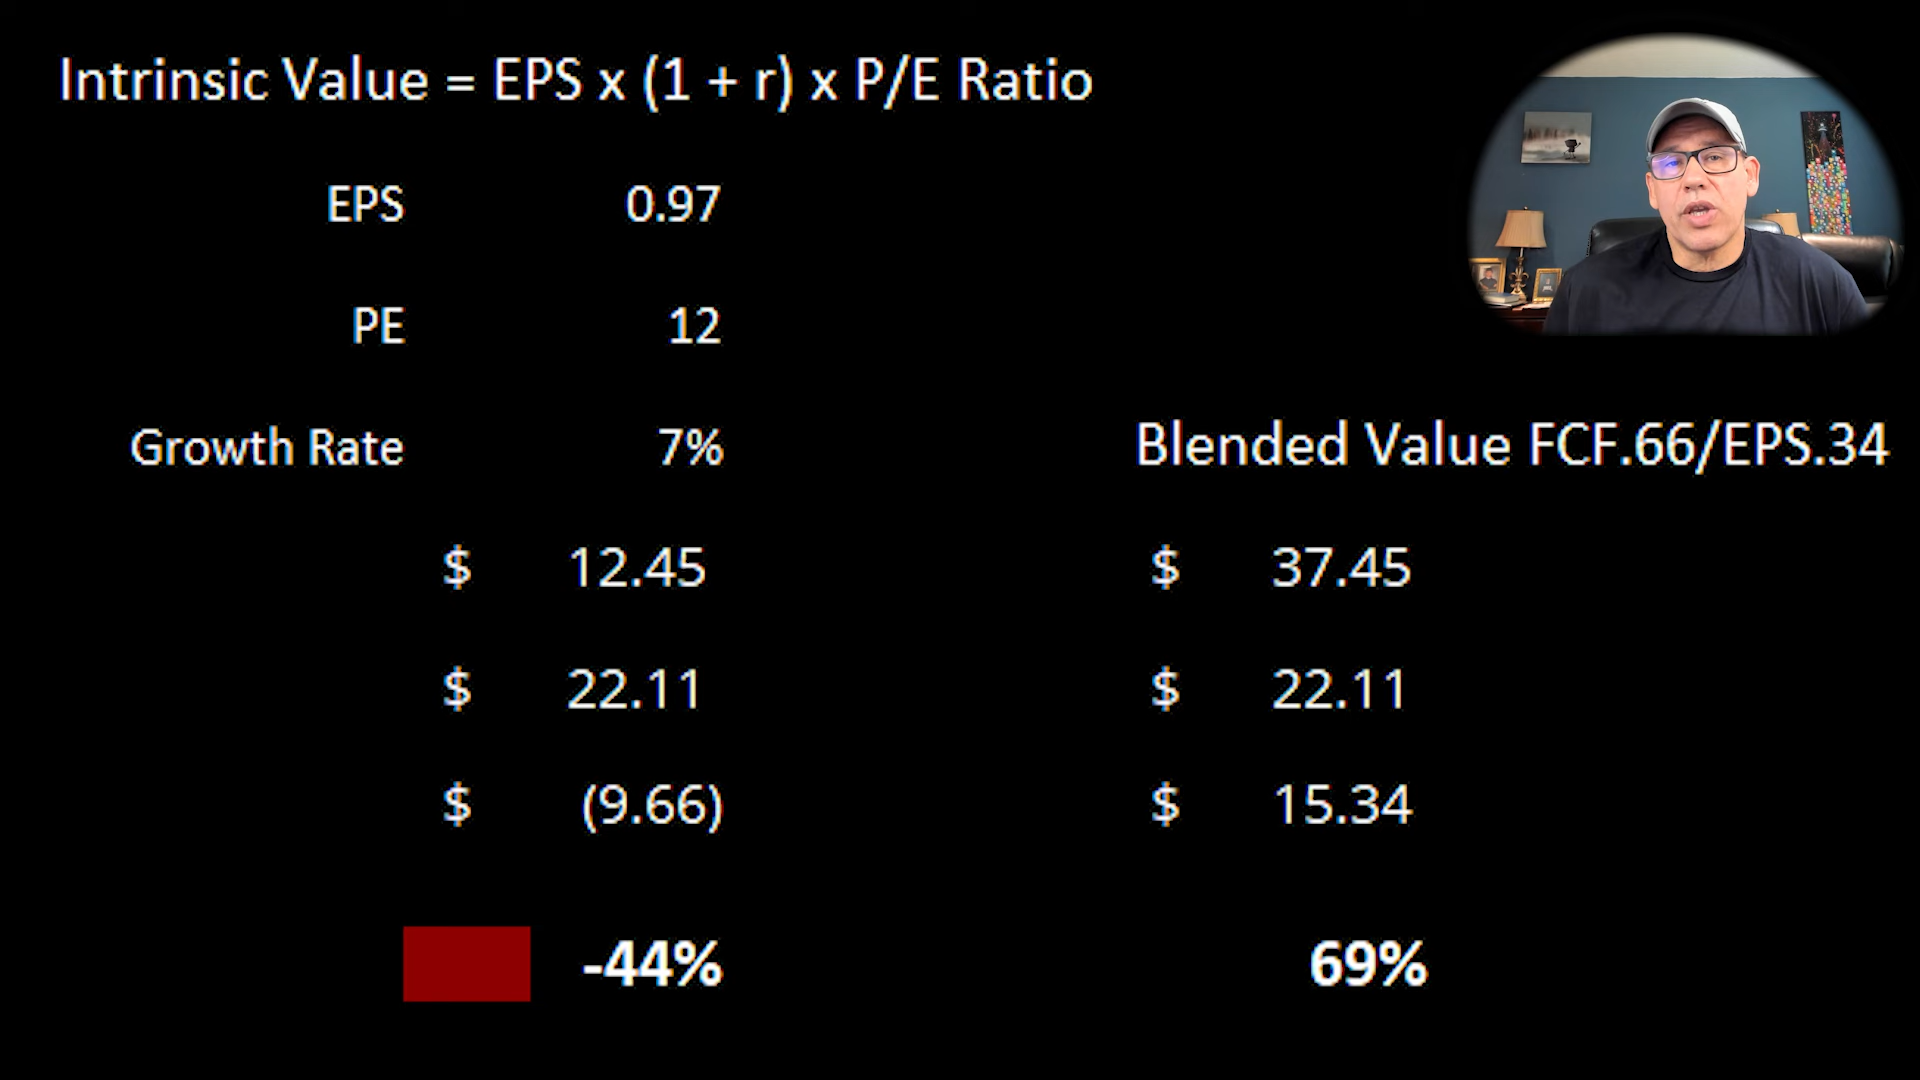 Intrinsic Value = EPS x (1 + r) x P/E Ratio
EPS 0.97
PE 12
Growth Rate 7%
$ 12.45
$ 22.11
$ (9.66)
-44%
Blended Value FCF.66/EPS.34
$ 37.45
$ 22.11
$ 15.34
69%